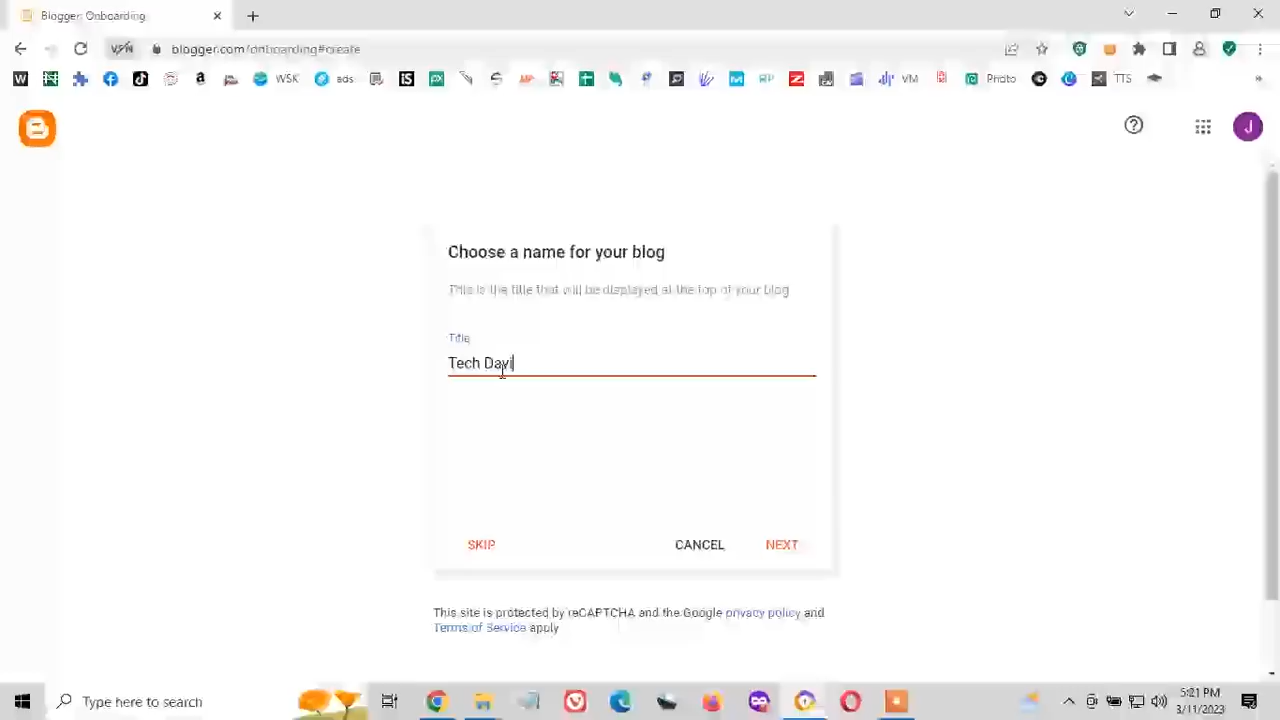 Blogger: Onboarding
VPN
blogger.com/onboarding#create
WSK
ads
VM
Photo
TTS
J
Choose a name for your blog
This is the title that will be displayed at the top of your blog
Title
Tech Davi
SKIP
CANCEL
NEXT
This site is protected by reCAPTCHA and the Google privacy policy and
Terms of Service apply
Type here to search
5:21 PM
3/11/2023